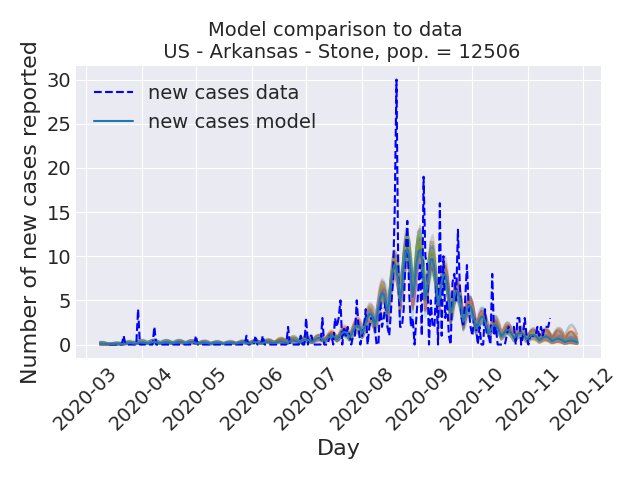 Model comparison to data
US - Arkansas - Stone, pop. = 12506
Number of new cases reported
30
25
20
15
10
5
0
new cases data
new cases model
2020-03
2020-04
2020-05
2020-06
2020-07
2020-08
2020-09
2020-10
2020-11
2020-12
Day